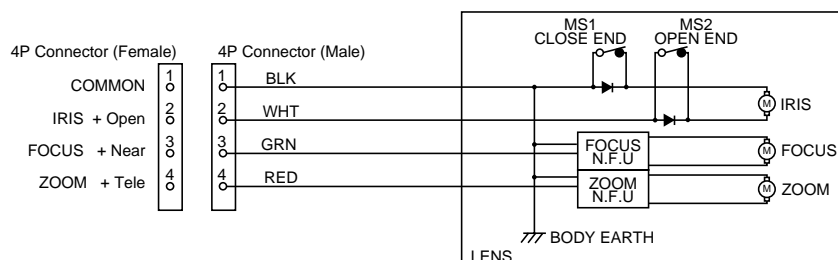 MS1
CLOSE END
MS2
OPEN END
4P Connector (Female)
4P Connector (Male)
COMMON 1 1 BLK
IRIS + Open 2 2 WHT
M IRIS
FOCUS + Near 3 3 GRN
FOCUS
N.F.U
M FOCUS
ZOOM + Tele 4 4 RED
ZOOM
N.F.U
M ZOOM
BODY EARTH
LENS